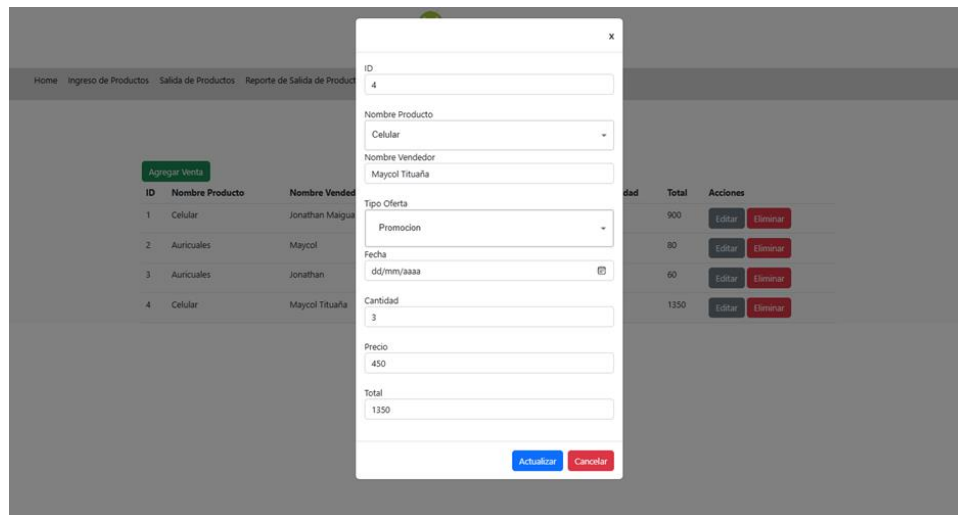 x
Home Ingreso de Productos Salida de Productos Reporte de Salida de Product
ID
4
Nombre Producto
Celular
Nombre Vendedor
Maycol Tituaña
Tipo Oferta
Promocion
Fecha
dd/mm/aaaa
Cantidad
3
Precio
450
Total
1350
Actualizar Cancelar
Agregar Venta
ID Nombre Producto Nombre Vended dad Total Acciones
1 Celular Jonathan Maigua 900 Editar Eliminar
2 Auricuales Maycol 80 Editar Eliminar
3 Auricuales Jonathan 60 Editar Eliminar
4 Celular Maycol Tituaña 1350 Editar Eliminar